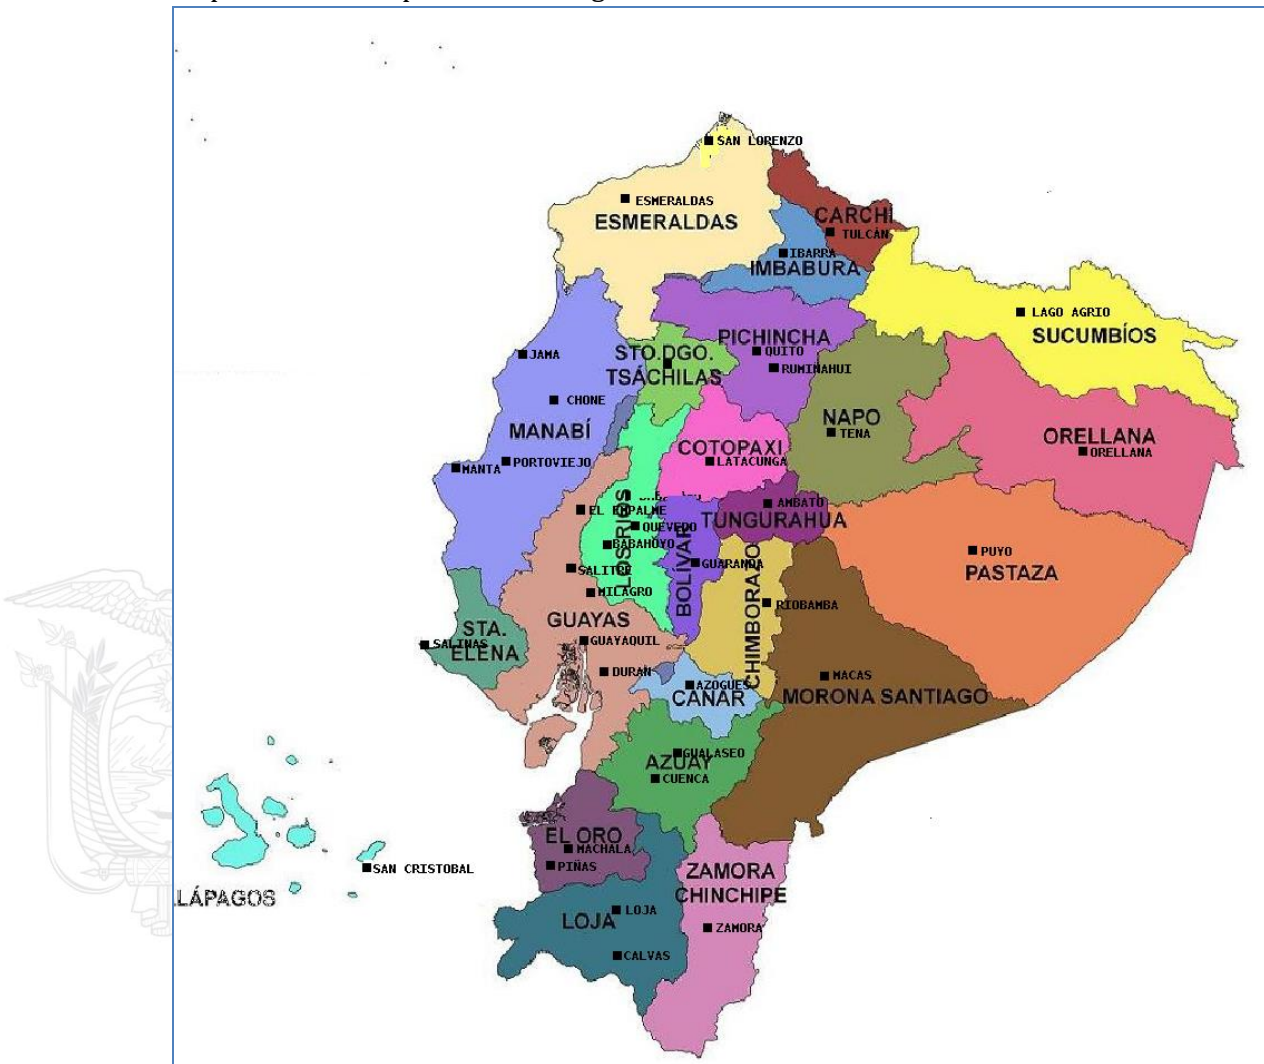 SAN LORENZO
ESMERALDAS
ESMERALDAS
CARCHI
TULCÁN
IBARRA
IMBABURA
LAGO AGRIO
SUCUMBÍOS
PICHINCHA
QUITO
RUMIÑAHUI
STO.DGO.
TSÁCHILAS
JAMA
CHONE
MANABÍ
PORTOVIEJO
MANTA
NAPO
TENA
ORELLANA
ORELLANA
COTOPAXI
LATACUNGA
AMBATO
TUNGURAHUA
EL EMPALME
QUEVEDO
BABAHOYO
LOS RIOS
BOLÍVAR
GUARANDA
SALITRE
MILAGRO
PUYO
PASTAZA
CHIMBORAZO
RIOBAMBA
GUAYAS
GUAYAQUIL
STA.
ELENA
SALINAS
DURAN
AZOGUES
CAÑAR
MACAS
MORONA SANTIAGO
GUALASEO
AZUAY
CUENCA
EL ORO
MACHALA
PIÑAS
SAN CRISTOBAL
LÁPAGOS
ZAMORA
CHINCHIPE
ZAMORA
LOJA
LOJA
CALVAS